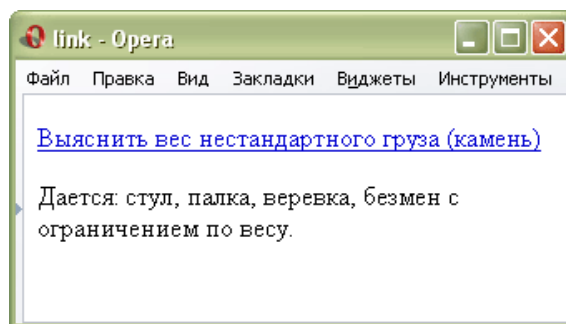 link - Opera
Файл Правка Вид Закладки Виджеты Инструменты
Выяснить вес нестандартного груза (камень)
Дается: стул, палка, веревка, безмен с
ограничением по весу.